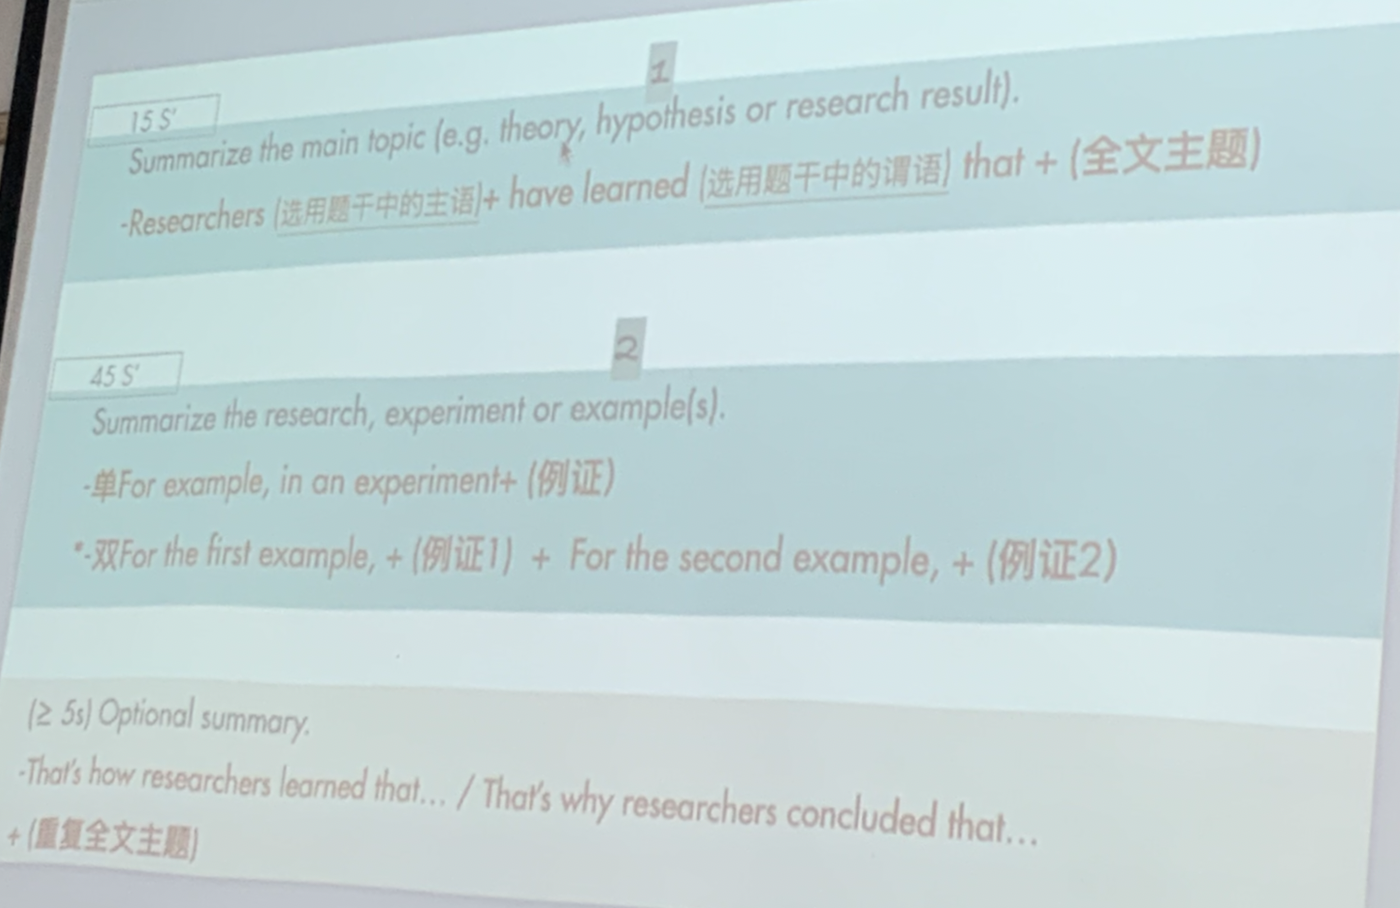 1
15 S'
Summarize the main topic (e.g. theory, hypothesis or research result).
-Researchers (选用题干中的主语)+ have learned (选用题干中的谓语) that + (全文主题)
2
45 S'
Summarize the research, experiment or example(s).
-单For example, in an experiment+ (例证)
*-双For the first example, + (例证1) + For the second example, + (例证2)
(≥ 5s) Optional summary.
-That's how researchers learned that... / That's why researchers concluded that...
+ (重复全文主题)